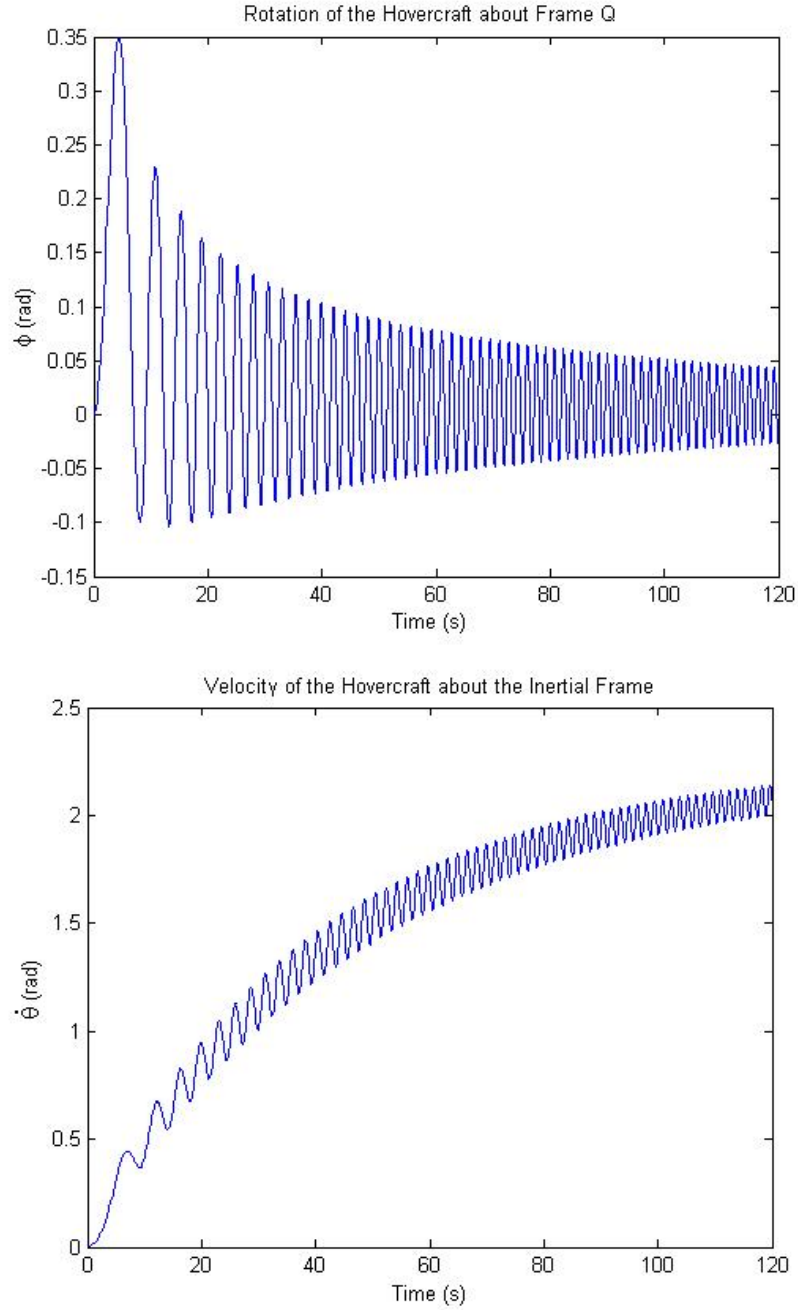 Rotation of the Hovercraft about Frame Q
0.35
0.3
0.25
0.2
0.15
0.1
0.05
0
-0.05
-0.1
-0.15
ϕ (rad)
0 20 40 60 80 100 120
Time (s)
Velocity of the Hovercraft about the Inertial Frame
2.5
2
1.5
1
0.5
0
θ̇ (rad)
0 20 40 60 80 100 120
Time (s)